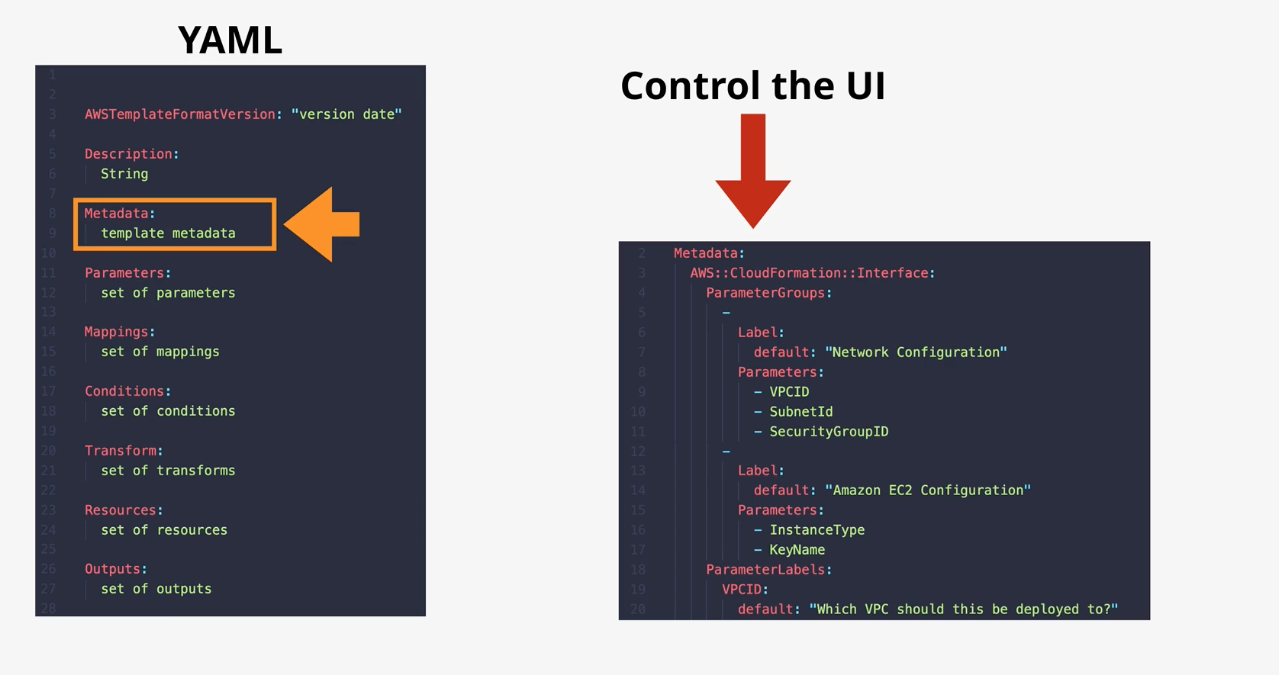 YAML
1
2
3 AWSTemplateFormatVersion: "version date"
4
5 Description:
6 String
7
8 Metadata:
9 template metadata
10
11 Parameters:
12 set of parameters
13
14 Mappings:
15 set of mappings
16
17 Conditions:
18 set of conditions
19
20 Transform:
21 set of transforms
22
23 Resources:
24 set of resources
25
26 Outputs:
27 set of outputs
28
Control the UI
2 Metadata:
3 AWS::CloudFormation::Interface:
4 ParameterGroups:
5 -
6 Label:
7 default: "Network Configuration"
8 Parameters:
9 - VPCID
10 - SubnetId
11 - SecurityGroupID
12 -
13 Label:
14 default: "Amazon EC2 Configuration"
15 Parameters:
16 - InstanceType
17 - KeyName
18 ParameterLabels:
19 VPCID:
20 default: "Which VPC should this be deployed to?"